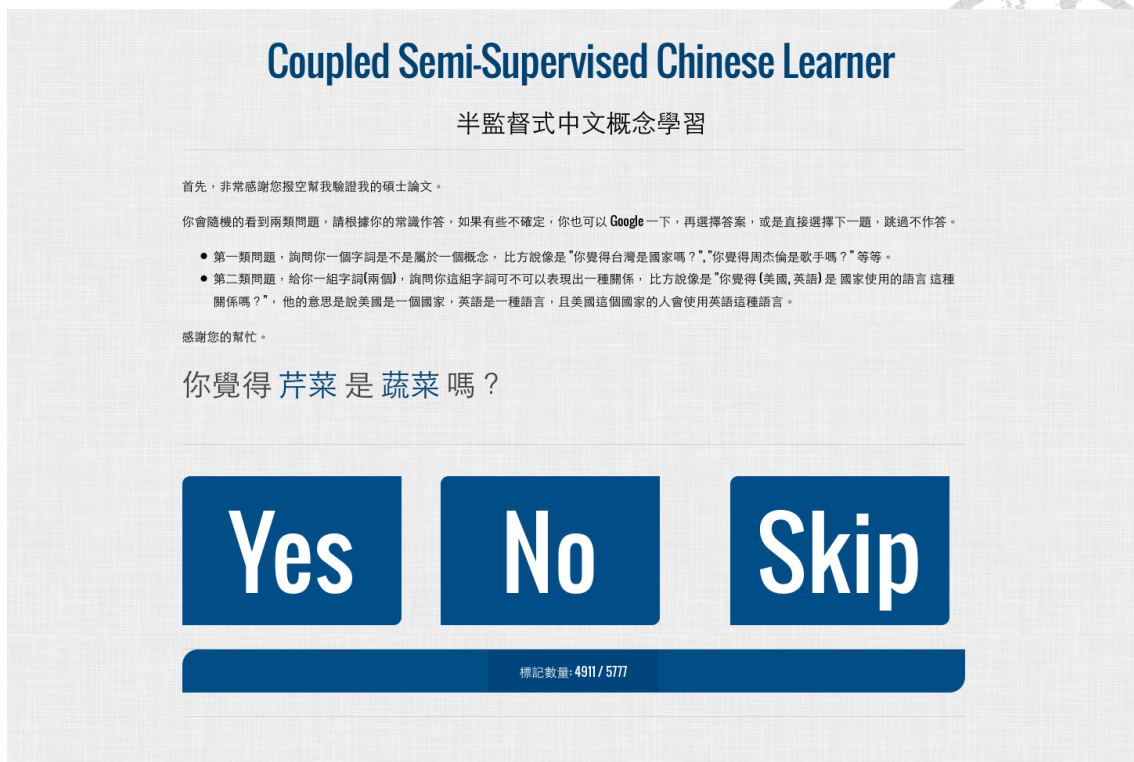 Coupled Semi-Supervised Chinese Learner
半監督式中文概念學習
首先，非常感謝您撥空幫我驗證我的碩士論文。
你會隨機的看到兩類問題，請根據你的常識作答，如果有些不確定，你也可以 Google 一下，再選擇答案，或是直接選擇下一題，跳過不作答。
● 第一類問題，詢問你一個字詞是不是屬於一個概念， 比方說像是 "你覺得台灣是國家嗎？", "你覺得周杰倫是歌手嗎？" 等等。
● 第二類問題，給你一組字詞(兩個)，詢問你這組字詞可不可以表現出一種關係， 比方說像是 "你覺得 (美國, 英語) 是 國家使用的語言 這種
關係嗎？"， 他的意思是說美國是一個國家，英語是一種語言，且美國這個國家的人會使用英語這種語言。
感謝您的幫忙。
你覺得 芹菜 是 蔬菜 嗎？
Yes No Skip
標記數量: 4911 / 5777